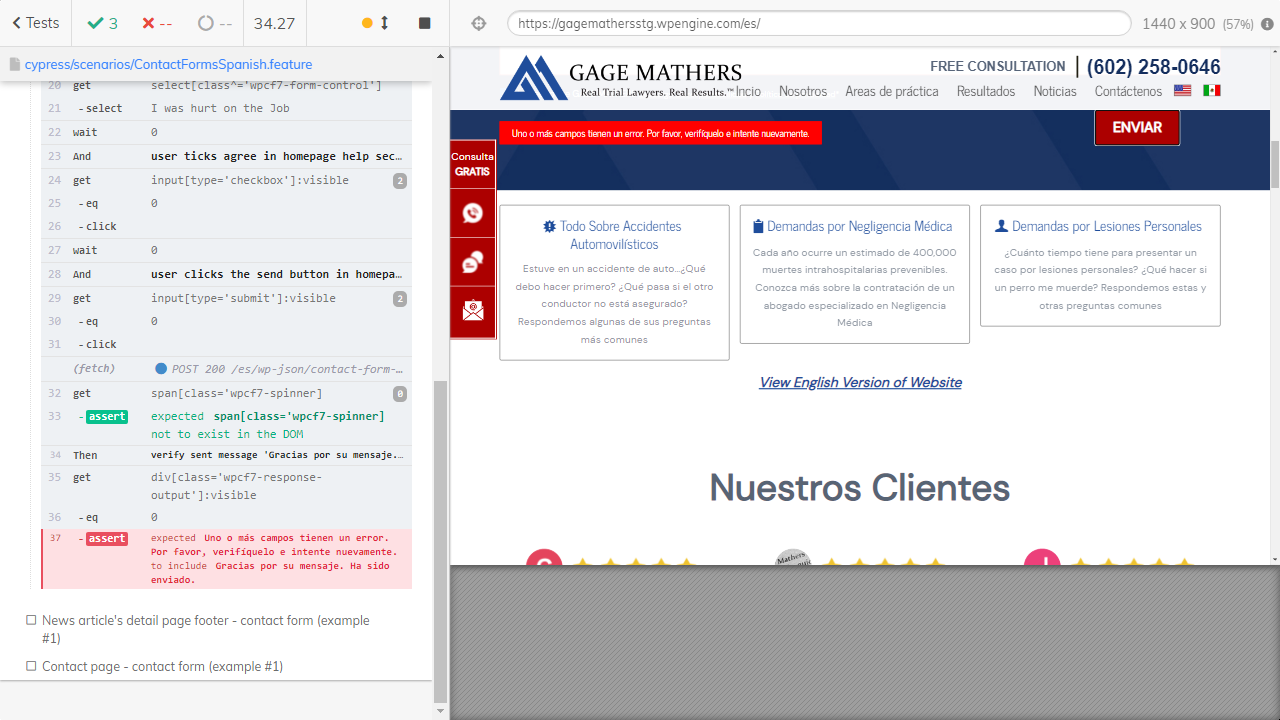 Tests
3
--
--
34.27
https://gagemathersstg.wpengine.com/es/
1440 x 900 (57%)
cypress/scenarios/ContactFormsSpanish.feature
20 get select[class^='wpcf7-form-control']
21 -select I was hurt on the Job
22 wait 0
23 And user ticks agree in homepage help sec...
24 get input[type='checkbox']:visible 2
25 -eq 0
26 -click
27 wait 0
28 And user clicks the send button in homepa...
29 get input[type='submit']:visible 2
30 -eq 0
31 -click
(fetch) POST 200 /es/wp-json/contact-form-...
32 get span[class='wpcf7-spinner] 0
33 -assert expected span[class='wpcf7-spinner]
not to exist in the DOM
34 Then verify sent message 'Gracias por su mensaje...
35 get div[class='wpcf7-response-
output']:visible
36 -eq 0
37 -assert expected Uno o más campos tienen un error.
Por favor, verifíquelo e intente nuevamente.
to include Gracias por su mensaje. Ha sido
enviado.
News article's detail page footer - contact form (example
#1)
Contact page - contact form (example #1)
GAGE MATHERS
Real Trial Lawyers. Real Results.™
FREE CONSULTATION | (602) 258-0646
Incio Nosotros Areas de práctica Resultados Noticias Contáctenos
Uno o más campos tienen un error. Por favor, verifíquelo e intente nuevamente.
ENVIAR
Consulta
GRATIS
Todo Sobre Accidentes
Automovilísticos
Estuve en un accidente de auto...¿Qué
debo hacer primero? ¿Qué pasa si el otro
conductor no está asegurado?
Respondemos algunas de sus preguntas
más comunes
Demandas por Negligencia Médica
Cada año ocurre un estimado de 400,000
muertes intrahospitalarias prevenibles.
Conozca más sobre la contratación de un
abogado especializado en Negligencia
Médica
Demandas por Lesiones Personales
¿Cuánto tiempo tiene para presentar un
caso por lesiones personales? ¿Qué hacer si
un perro me muerde? Respondemos estas y
otras preguntas comunes
View English Version of Website
Nuestros Clientes